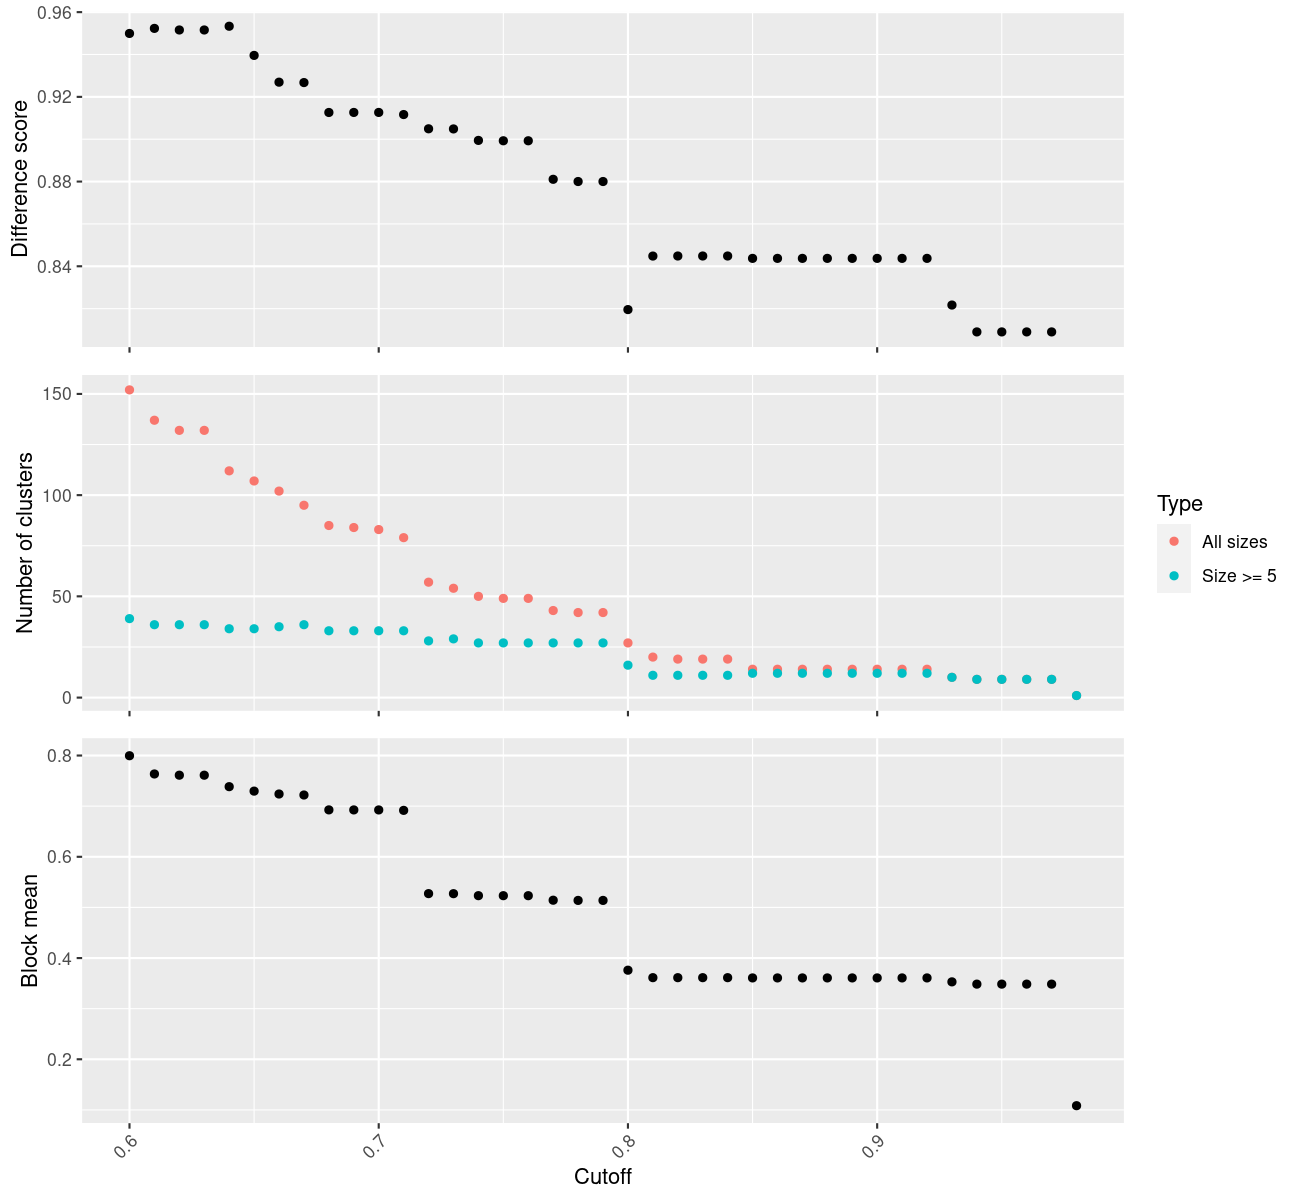 Difference score
0.96
0.92
0.88
0.84
Number of clusters
150
100
50
0
Type
All sizes
Size >= 5
Block mean
0.8
0.6
0.4
0.2
0.6 0.7 0.8 0.9
Cutoff